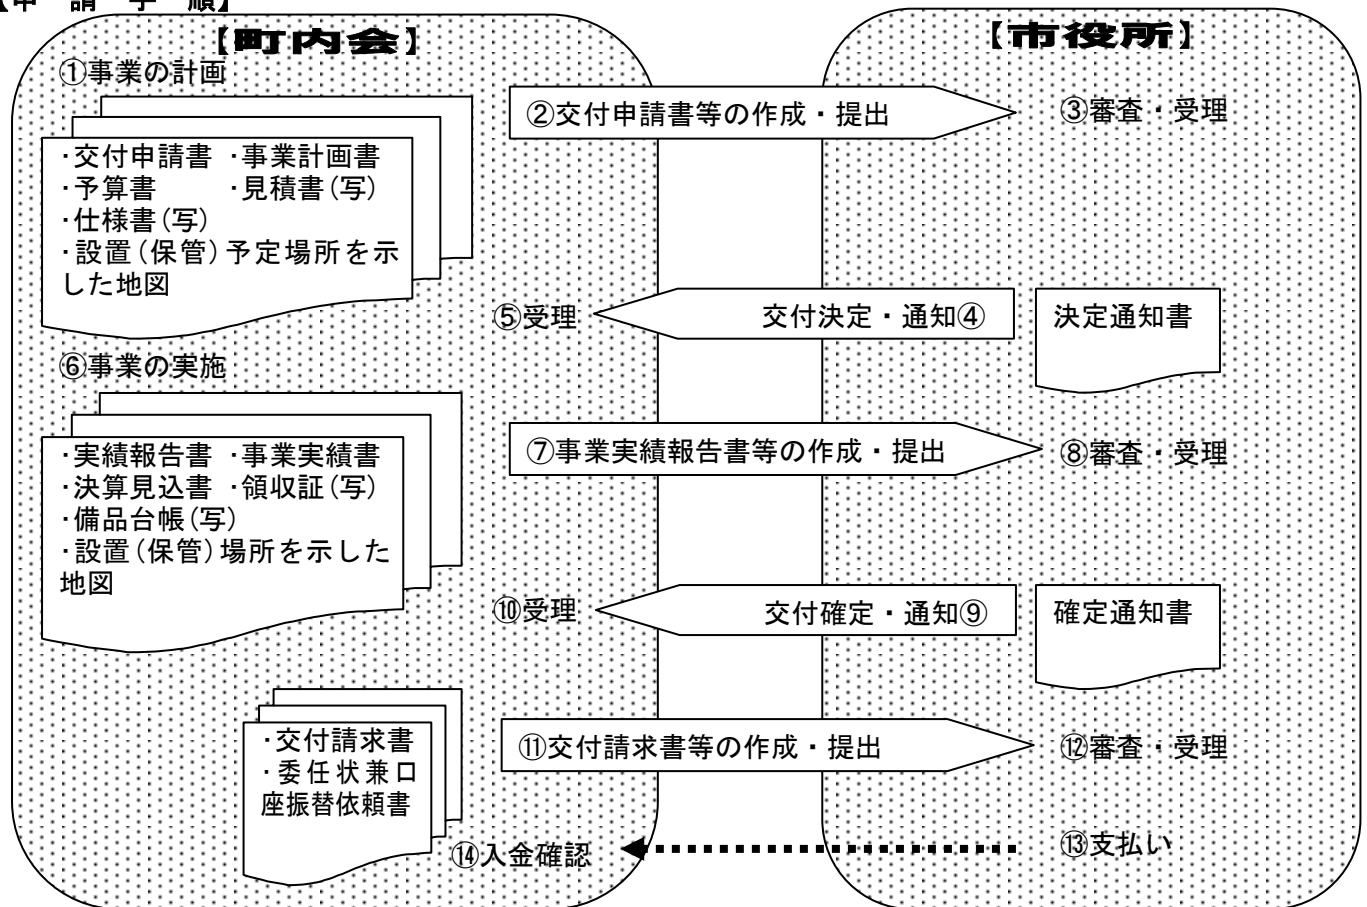 【申　請　手　順】
【町内会】
【市役所】
①事業の計画
②交付申請書等の作成・提出
③審査・受理
・交付申請書 ・事業計画書
・予算書　　 ・見積書(写)
・仕様書(写)
・設置(保管)予定場所を示
した地図
⑤受理
交付決定・通知④
決定通知書
⑥事業の実施
⑦事業実績報告書等の作成・提出
⑧審査・受理
・実績報告書 ・事業実績書
・決算見込書 ・領収証(写)
・備品台帳(写)
・設置(保管)場所を示した
地図
⑩受理
交付確定・通知⑨
確定通知書
⑪交付請求書等の作成・提出
⑫審査・受理
・交付請求書
・委任状兼口
座振替依頼書
⑬支払い
⑭入金確認